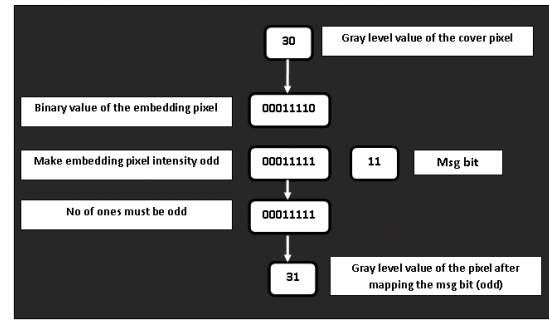 30
Gray level value of the cover pixel
Binary value of the embedding pixel
00011110
Make embedding pixel intensity odd
00011111
11
Msg bit
No of ones must be odd
00011111
31
Gray level value of the pixel after
mapping the msg bit (odd)